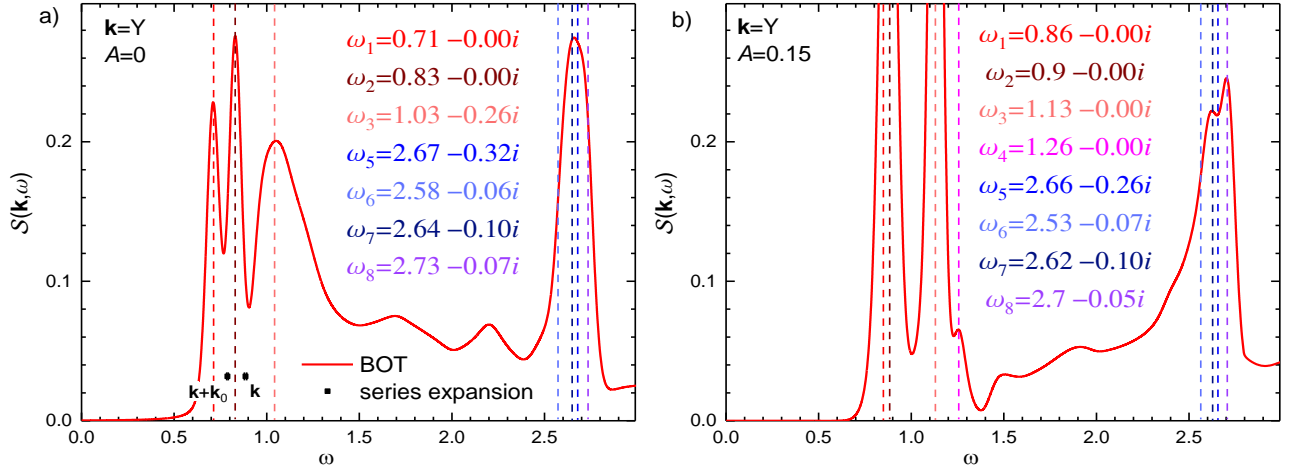 a)
k=Y
A=0
ω₁=0.71 −0.00i
ω₂=0.83 −0.00i
ω₃=1.03 −0.26i
ω₅=2.67 −0.32i
ω₆=2.58 −0.06i
ω₇=2.64 −0.10i
ω₈=2.73 −0.07i
BOT
series expansion
k+k₀
k
S(k,ω)
0.2
0.1
0.0
0.0
0.5
1.0
1.5
2.0
2.5
ω
b)
k=Y
A=0.15
ω₁=0.86 −0.00i
ω₂=0.9 −0.00i
ω₃=1.13 −0.00i
ω₄=1.26 −0.00i
ω₅=2.66 −0.26i
ω₆=2.53 −0.07i
ω₇=2.62 −0.10i
ω₈=2.7 −0.05i
S(k,ω)
0.2
0.1
0.0
0.0
0.5
1.0
1.5
2.0
2.5
ω